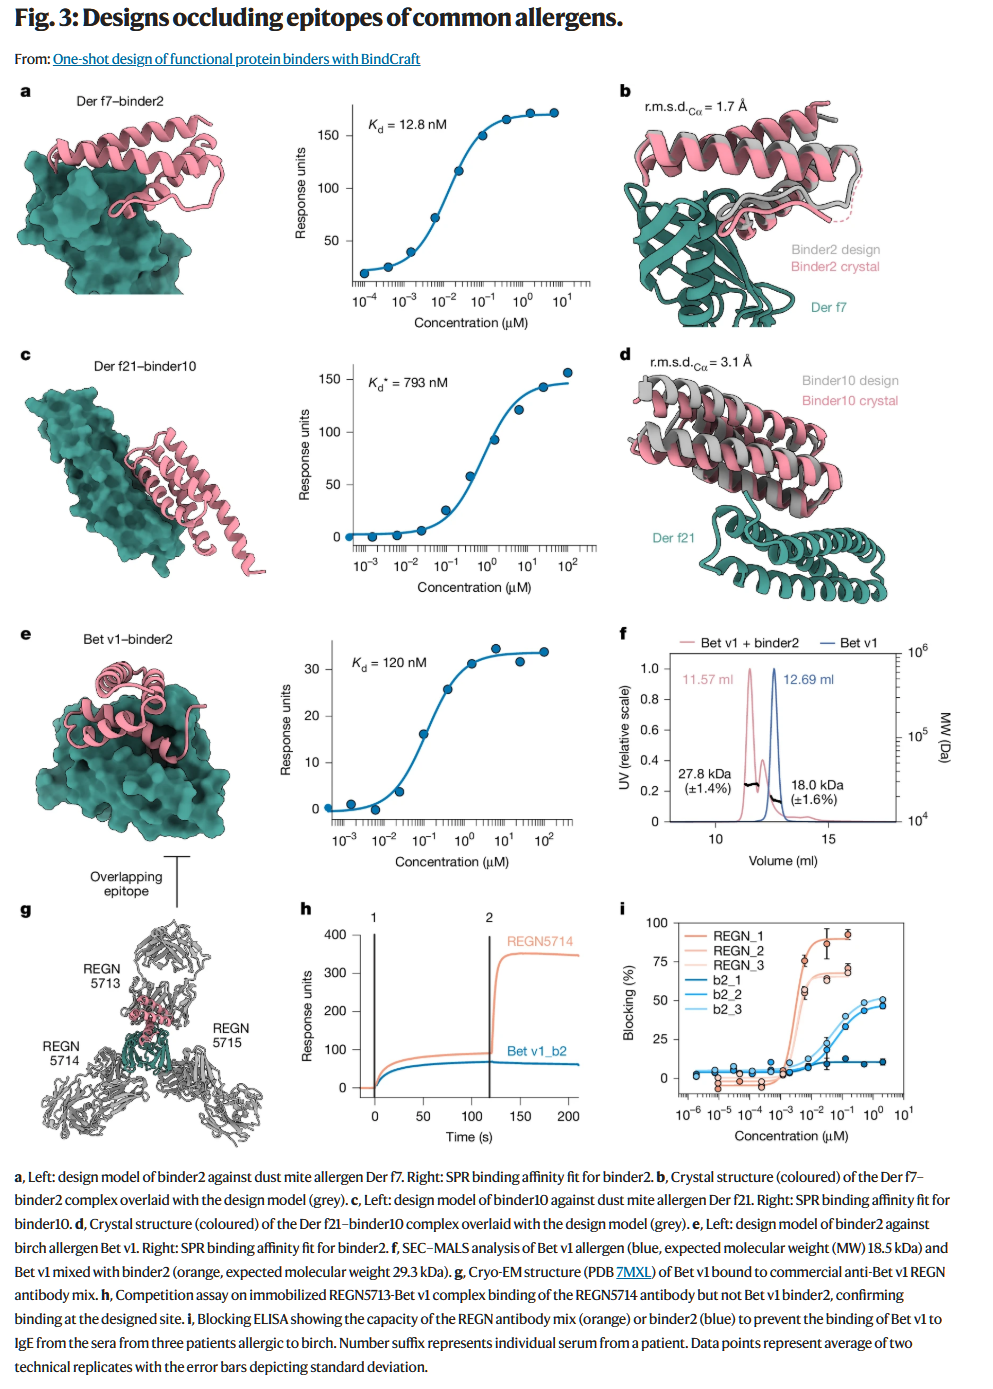 Fig. 3: Designs occluding epitopes of common allergens.
From: One-shot design of functional protein binders with BindCraft
a
Der f7–binder2
Kd = 12.8 nM
Response units
150
100
50
10⁻⁴ 10⁻³ 10⁻² 10⁻¹ 10⁰ 10¹
Concentration (μM)
b
r.m.s.d.Cα = 1.7 Å
Binder2 design
Binder2 crystal
Der f7
c
Der f21–binder10
Kd* = 793 nM
Response units
150
100
50
0
10⁻³ 10⁻² 10⁻¹ 10⁰ 10¹ 10²
Concentration (μM)
d
r.m.s.d.Cα = 3.1 Å
Binder10 design
Binder10 crystal
Der f21
e
Bet v1–binder2
Kd = 120 nM
Response units
30
20
10
0
10⁻³ 10⁻² 10⁻¹ 10⁰ 10¹ 10²
Concentration (μM)
f
Bet v1 + binder2 Bet v1
11.57 ml 12.69 ml
27.8 kDa
(±1.4%)
18.0 kDa
(±1.6%)
UV (relative scale)
1.0
0.8
0.6
0.4
0.2
0
10 15
Volume (ml)
10⁶
10⁵
10⁴
MW (Da)
Overlapping
epitope
g
REGN
5713
REGN
5714
REGN
5715
h
1 2
REGN5714
Bet v1_b2
Response units
400
300
200
100
0
0 50 100 150 200
Time (s)
i
REGN_1
REGN_2
REGN_3
b2_1
b2_2
b2_3
Blocking (%)
100
75
50
25
0
10⁻⁶ 10⁻⁵ 10⁻⁴ 10⁻³ 10⁻² 10⁻¹ 10⁰ 10¹
Concentration (μM)
a, Left: design model of binder2 against dust mite allergen Der f7. Right: SPR binding affinity fit for binder2. b, Crystal structure (coloured) of the Der f7–
binder2 complex overlaid with the design model (grey). c, Left: design model of binder10 against dust mite allergen Der f21. Right: SPR binding affinity fit for
binder10. d, Crystal structure (coloured) of the Der f21–binder10 complex overlaid with the design model (grey). e, Left: design model of binder2 against
birch allergen Bet v1. Right: SPR binding affinity fit for binder2. f, SEC–MALS analysis of Bet v1 allergen (blue, expected molecular weight (MW) 18.5 kDa) and
Bet v1 mixed with binder2 (orange, expected molecular weight 29.3 kDa). g, Cryo-EM structure (PDB 7MXL) of Bet v1 bound to commercial anti-Bet v1 REGN
antibody mix. h, Competition assay on immobilized REGN5713-Bet v1 complex binding of the REGN5714 antibody but not Bet v1 binder2, confirming
binding at the designed site. i, Blocking ELISA showing the capacity of the REGN antibody mix (orange) or binder2 (blue) to prevent the binding of Bet v1 to
IgE from the sera from three patients allergic to birch. Number suffix represents individual serum from a patient. Data points represent average of two
technical replicates with the error bars depicting standard deviation.